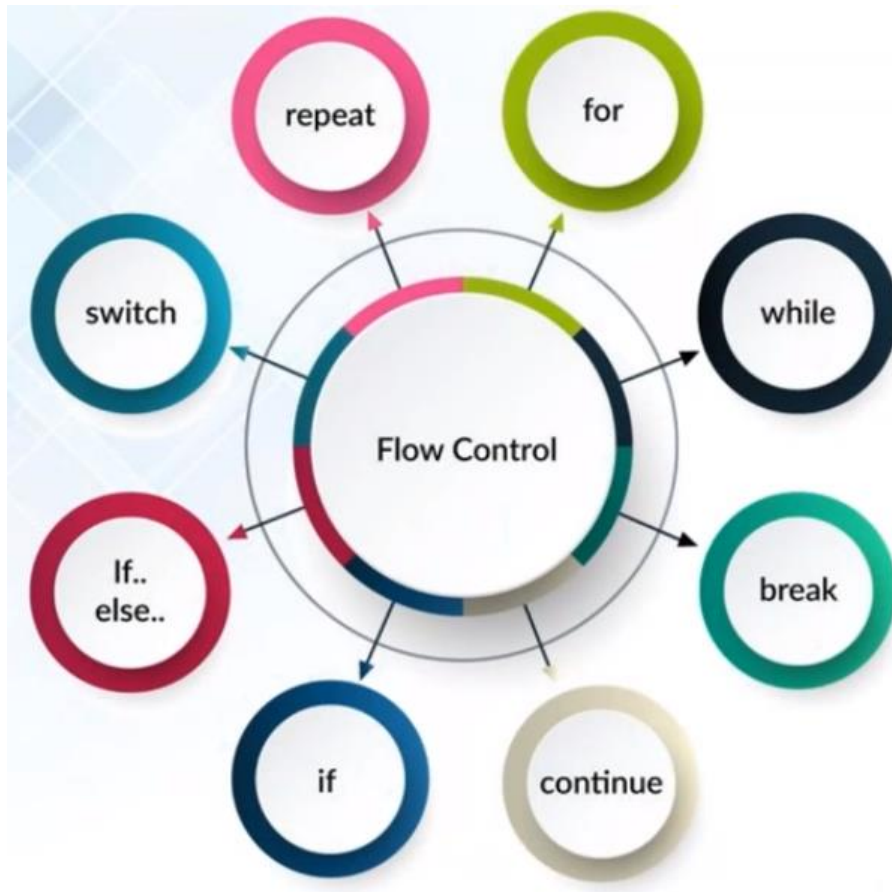 repeat
for
switch
while
Flow Control
If..
else..
break
if
continue